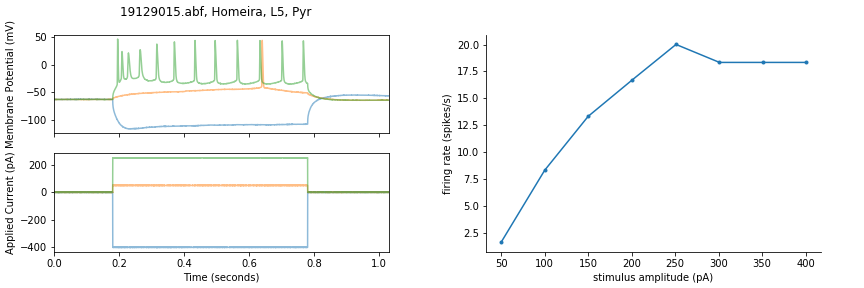 19129015.abf, Homeira, L5, Pyr
Membrane Potential (mV)
50
0
−50
−100
Applied Current (pA)
200
0
−200
−400
0.0 0.2 0.4 0.6 0.8 1.0
Time (seconds)
firing rate (spikes/s)
20.0
17.5
15.0
12.5
10.0
7.5
5.0
2.5
50 100 150 200 250 300 350 400
stimulus amplitude (pA)